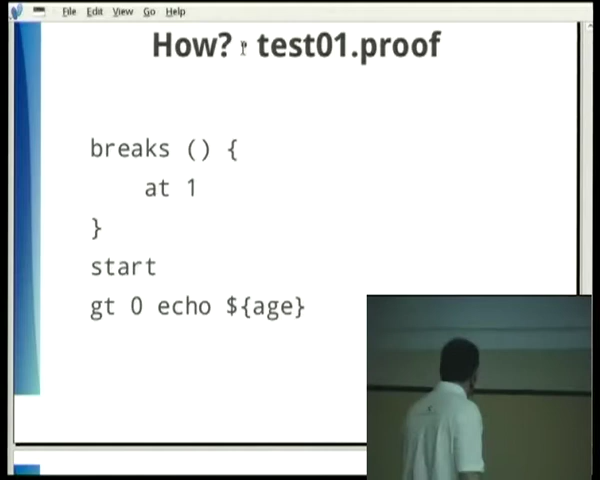 File Edit View Go Help
How? test01.proof
breaks () {
at 1
}
start
gt 0 echo ${age}